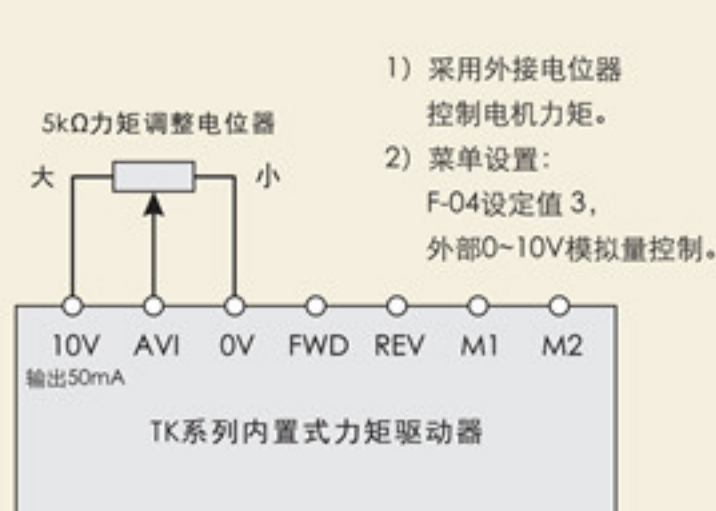 1）采用外接电位器
控制电机力矩。
2）菜单设置：
F-04设定值 3，
外部0~10V模拟量控制。
5kΩ力矩调整电位器
大 小
10V AVI 0V FWD REV M1 M2
输出50mA
TK系列内置式力矩驱动器